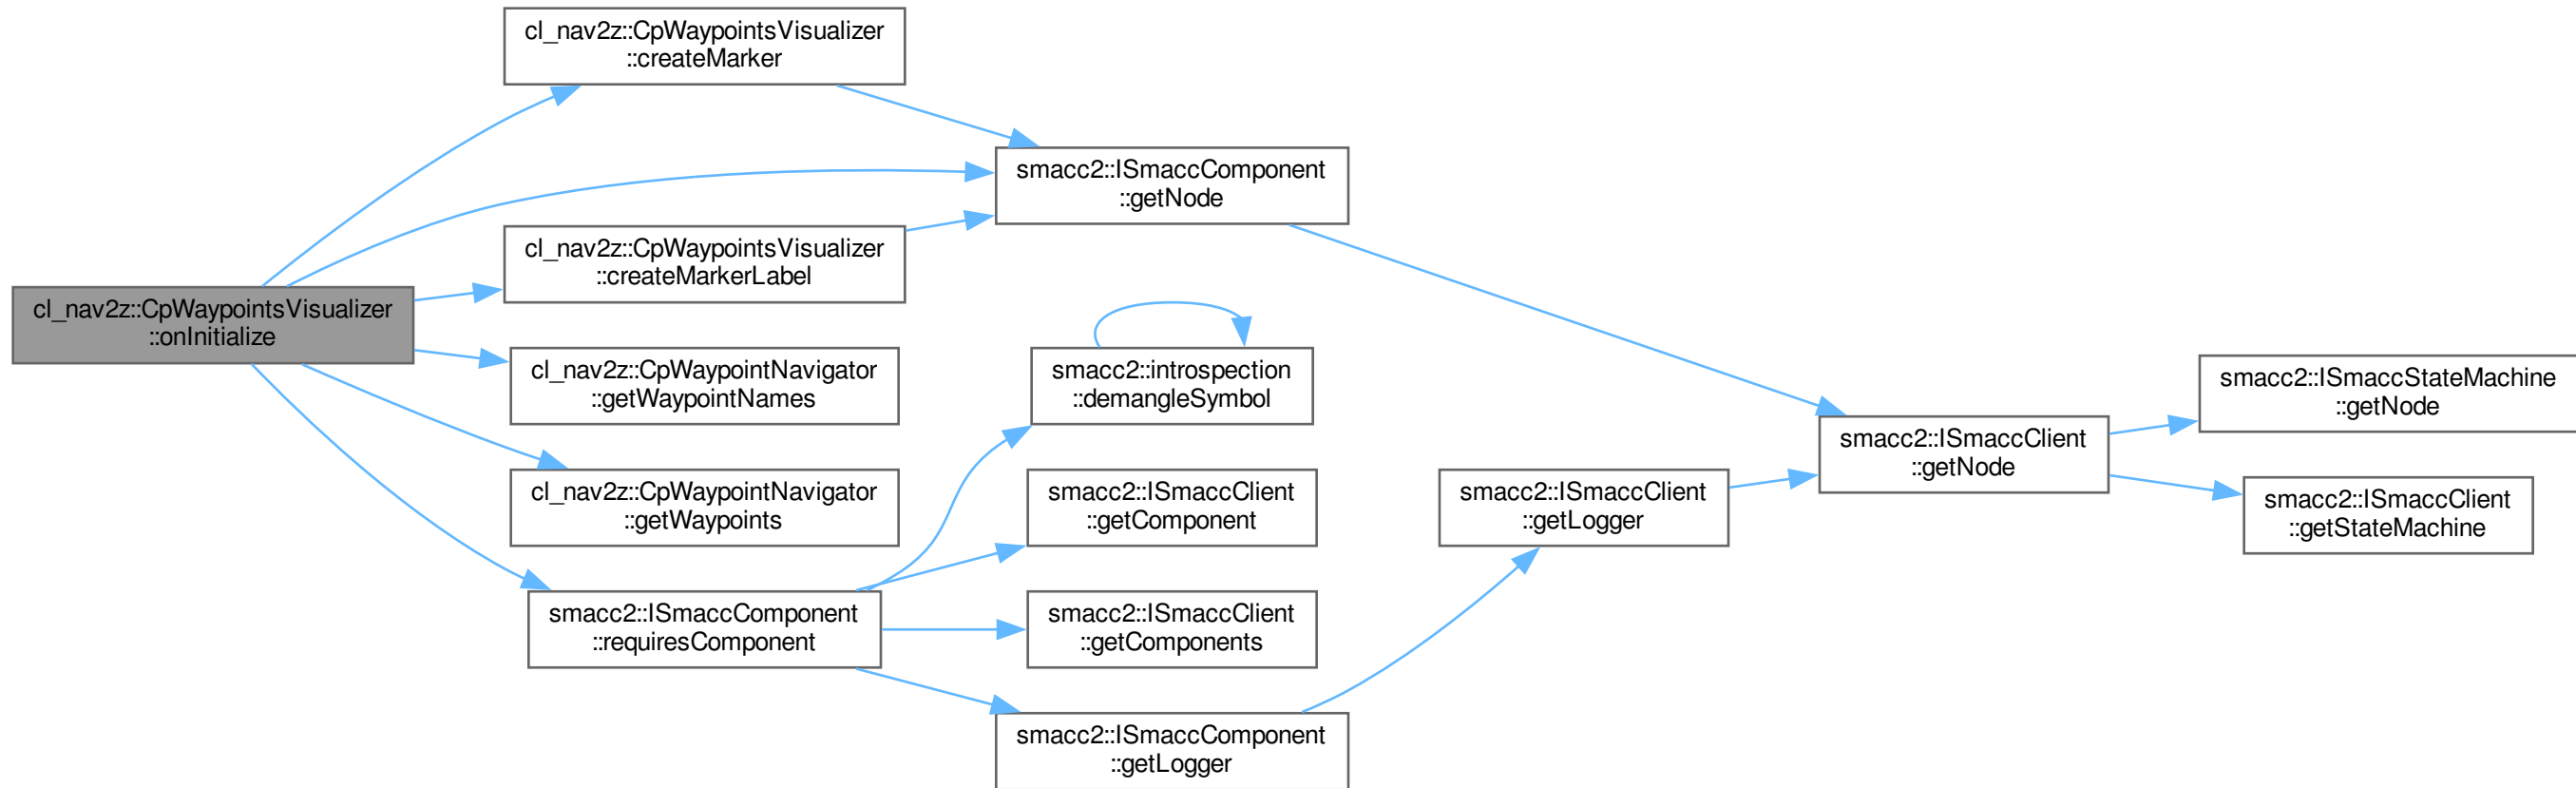 cl_nav2z::CpWaypointsVisualizer
::onInitialize
cl_nav2z::CpWaypointsVisualizer
::createMarker
smacc2::ISmaccComponent
::getNode
cl_nav2z::CpWaypointsVisualizer
::createMarkerLabel
cl_nav2z::CpWaypointNavigator
::getWaypointNames
cl_nav2z::CpWaypointNavigator
::getWaypoints
smacc2::ISmaccComponent
::requiresComponent
smacc2::introspection
::demangleSymbol
smacc2::ISmaccClient
::getComponent
smacc2::ISmaccClient
::getComponents
smacc2::ISmaccComponent
::getLogger
smacc2::ISmaccClient
::getLogger
smacc2::ISmaccClient
::getNode
smacc2::ISmaccStateMachine
::getNode
smacc2::ISmaccClient
::getStateMachine